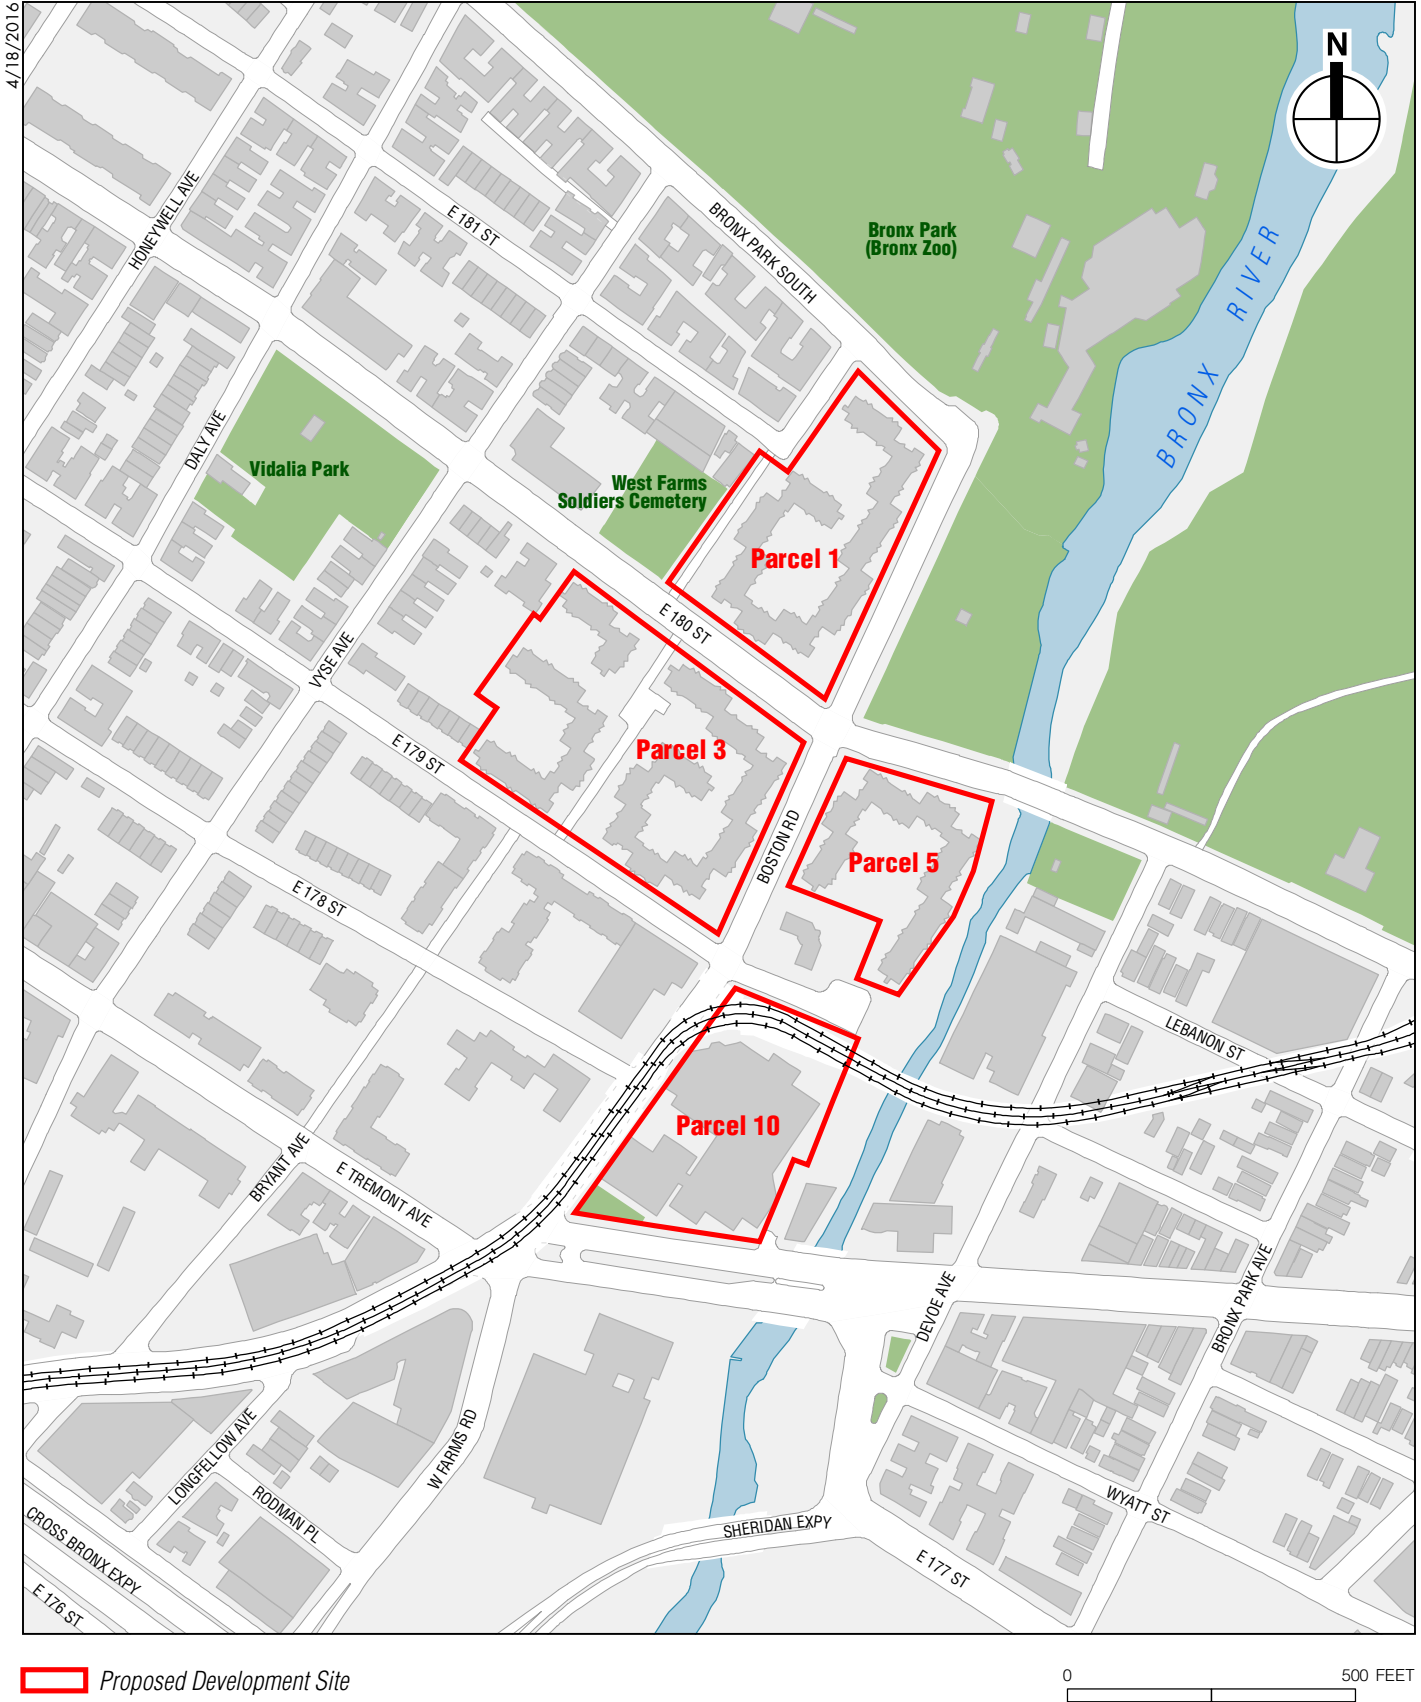 4/18/2016
N
HONEYWELL AVE
E 181 ST
BRONX PARK SOUTH
Bronx Park
(Bronx Zoo)
BRONX RIVER
DALY AVE
Vidalia Park
West Farms
Soldiers Cemetery
Parcel 1
E 180 ST
VYSE AVE
E 179 ST
Parcel 3
BOSTON RD
Parcel 5
E 178 ST
LEBANON ST
Parcel 10
BRYANT AVE
E TREMONT AVE
DEVOE AVE
BRONX PARK AVE
LONGFELLOW AVE
W FARMS RD
RODMAN PL
CROSS BRONX EXPY
E 176 ST
SHERIDAN EXPY
WYATT ST
E 177 ST
Proposed Development Site
0 500 FEET